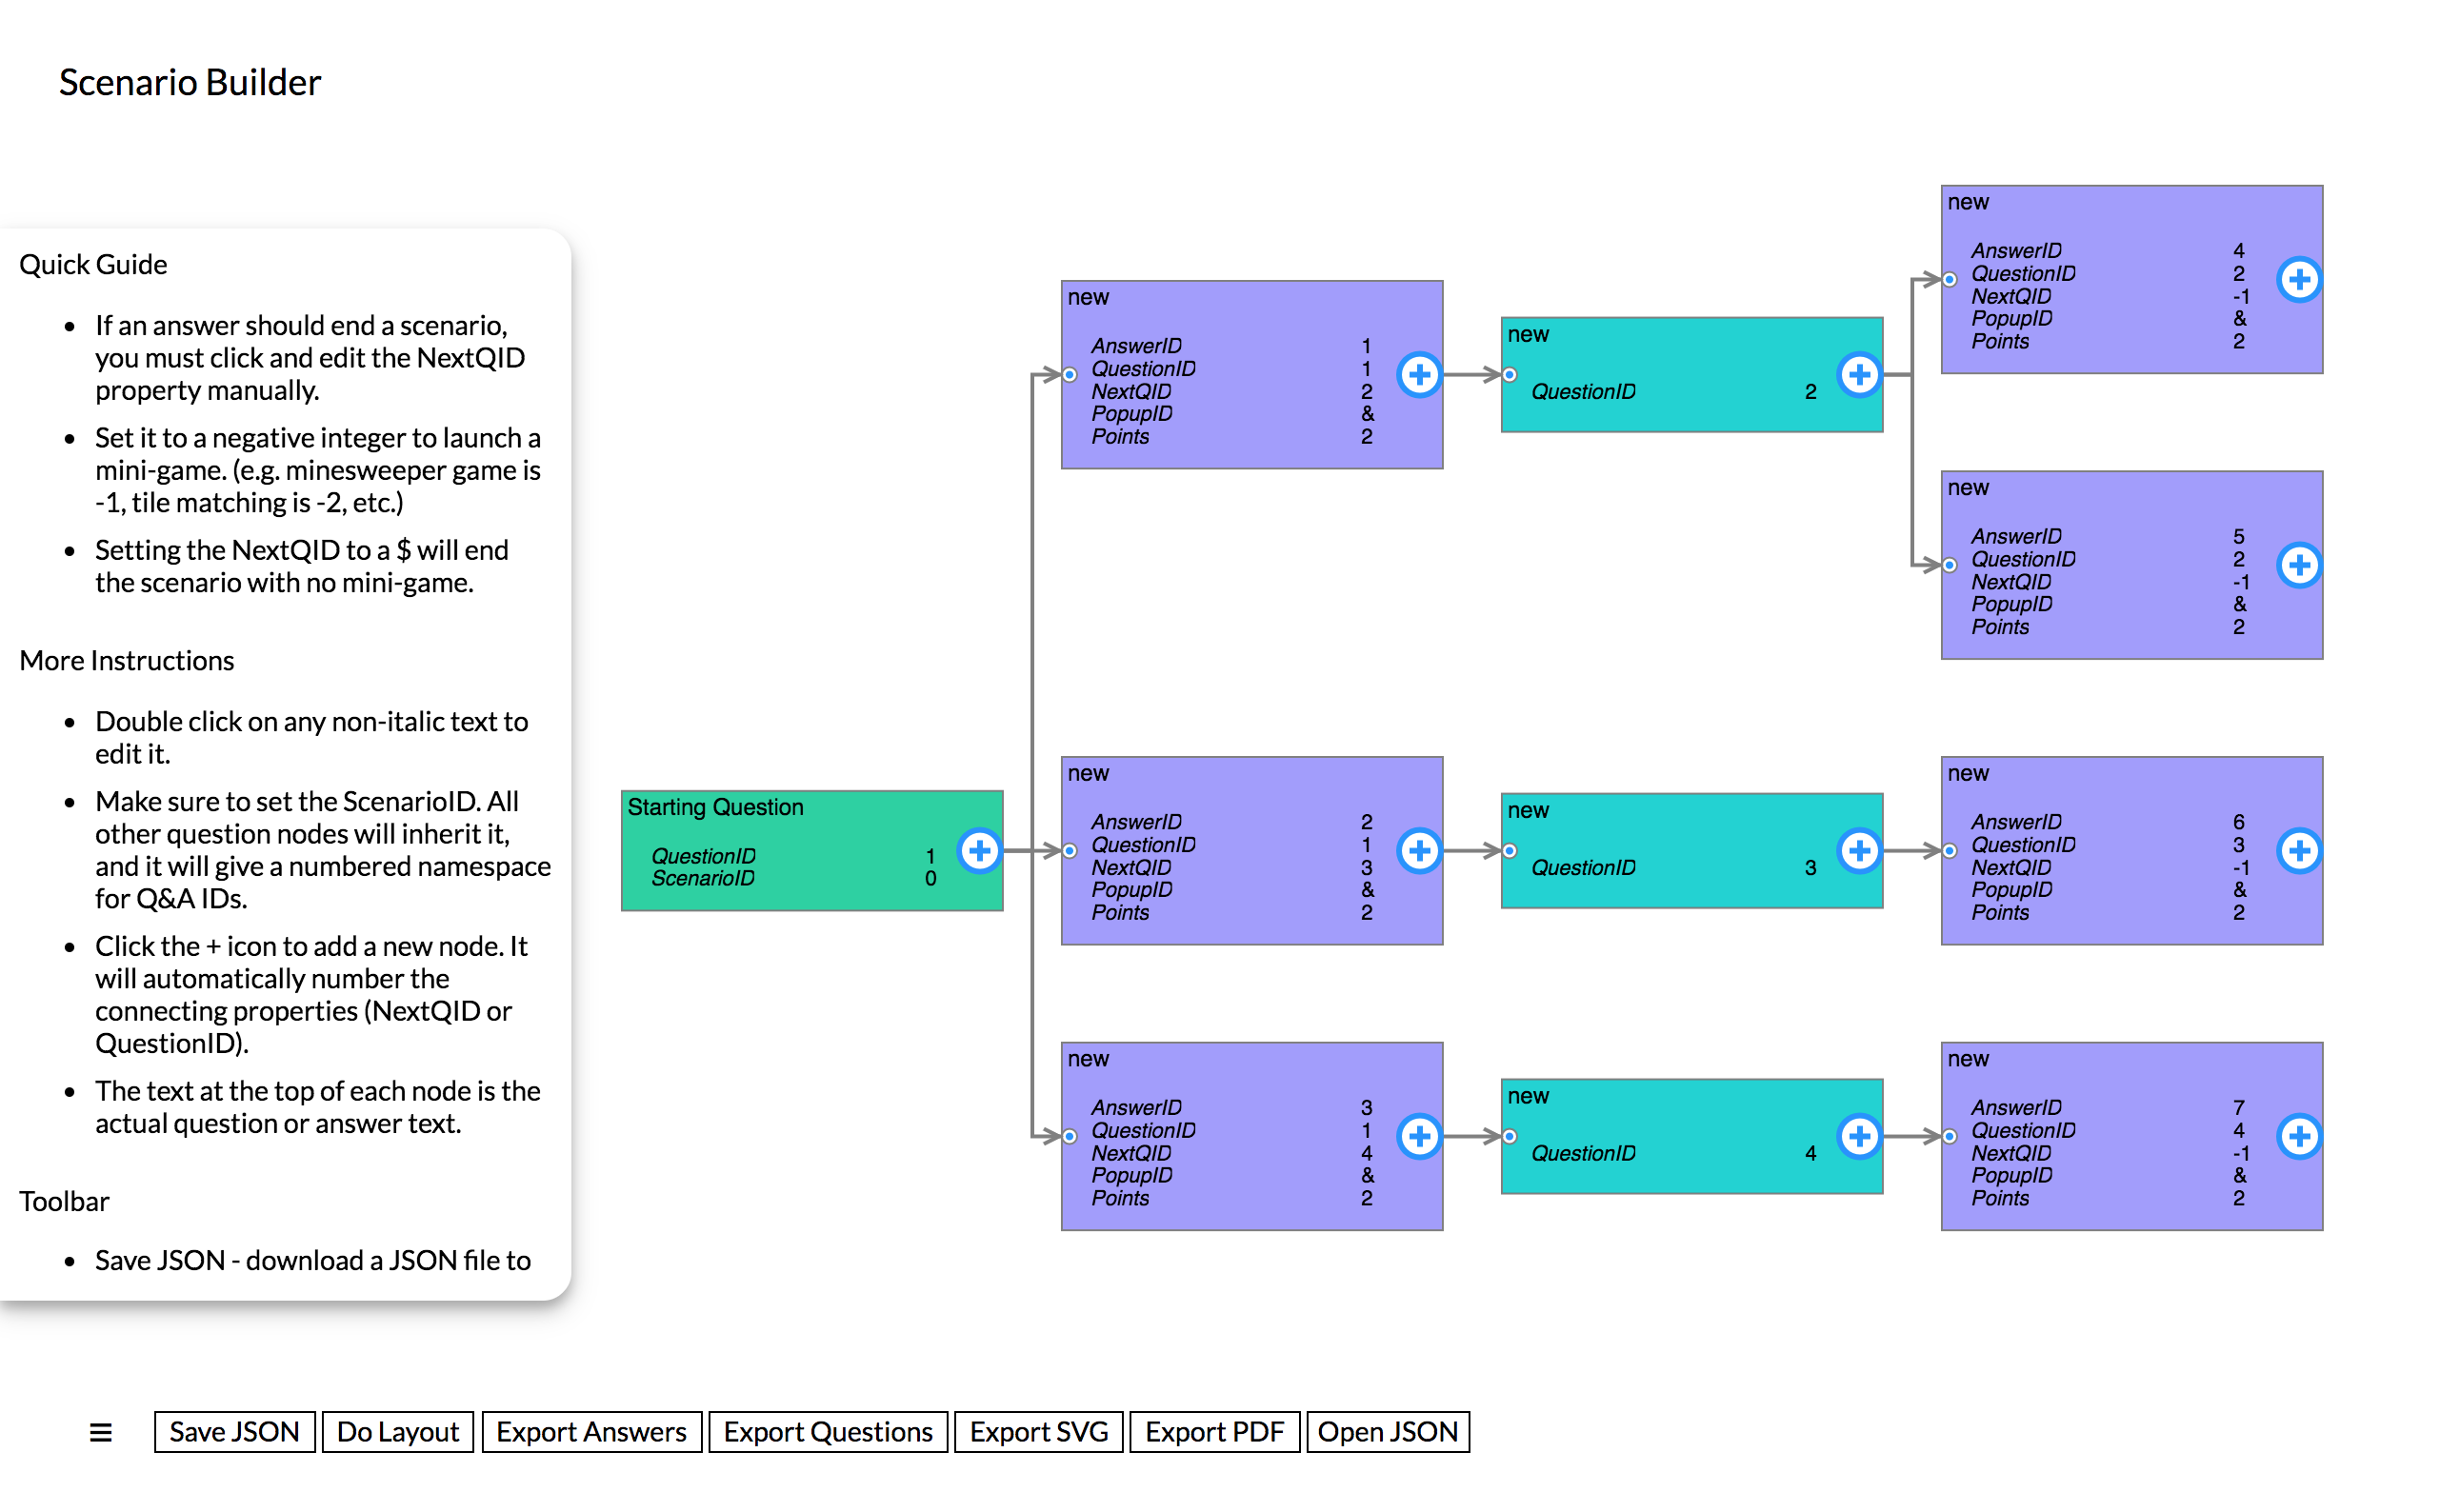 Scenario Builder
Quick Guide
• If an answer should end a scenario,
you must click and edit the NextQID
property manually.
• Set it to a negative integer to launch a
mini-game. (e.g. minesweeper game is
-1, tile matching is -2, etc.)
• Setting the NextQID to a $ will end
the scenario with no mini-game.
More Instructions
• Double click on any non-italic text to
edit it.
• Make sure to set the ScenarioID. All
other question nodes will inherit it,
and it will give a numbered namespace
for Q&A IDs.
• Click the + icon to add a new node. It
will automatically number the
connecting properties (NextQID or
QuestionID).
• The text at the top of each node is the
actual question or answer text.
Toolbar
• Save JSON - download a JSON file to
Starting Question
QuestionID 1
ScenarioID 0
new
AnswerID 1
QuestionID 1
NextQID 2
PopupID &
Points 2
new
QuestionID 2
new
AnswerID 4
QuestionID 2
NextQID -1
PopupID &
Points 2
new
AnswerID 5
QuestionID 2
NextQID -1
PopupID &
Points 2
new
AnswerID 2
QuestionID 1
NextQID 3
PopupID &
Points 2
new
QuestionID 3
new
AnswerID 6
QuestionID 3
NextQID -1
PopupID &
Points 2
new
AnswerID 3
QuestionID 1
NextQID 4
PopupID &
Points 2
new
QuestionID 4
new
AnswerID 7
QuestionID 4
NextQID -1
PopupID &
Points 2
Save JSON Do Layout Export Answers Export Questions Export SVG Export PDF Open JSON